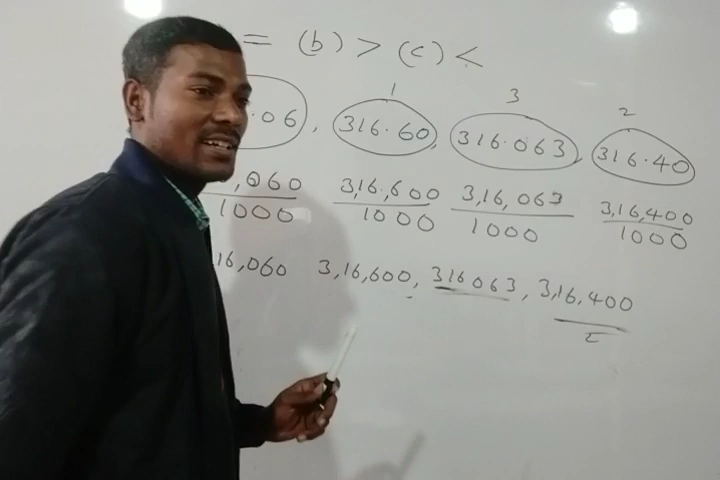 = (b) > (c) <
1 3 2
.06, 316.60, 316.063, 316.40
,060/1000 3,16,600/1000 3,16,063/1000 3,16,400/1000
16,060 3,16,600, 316063, 3,16,400